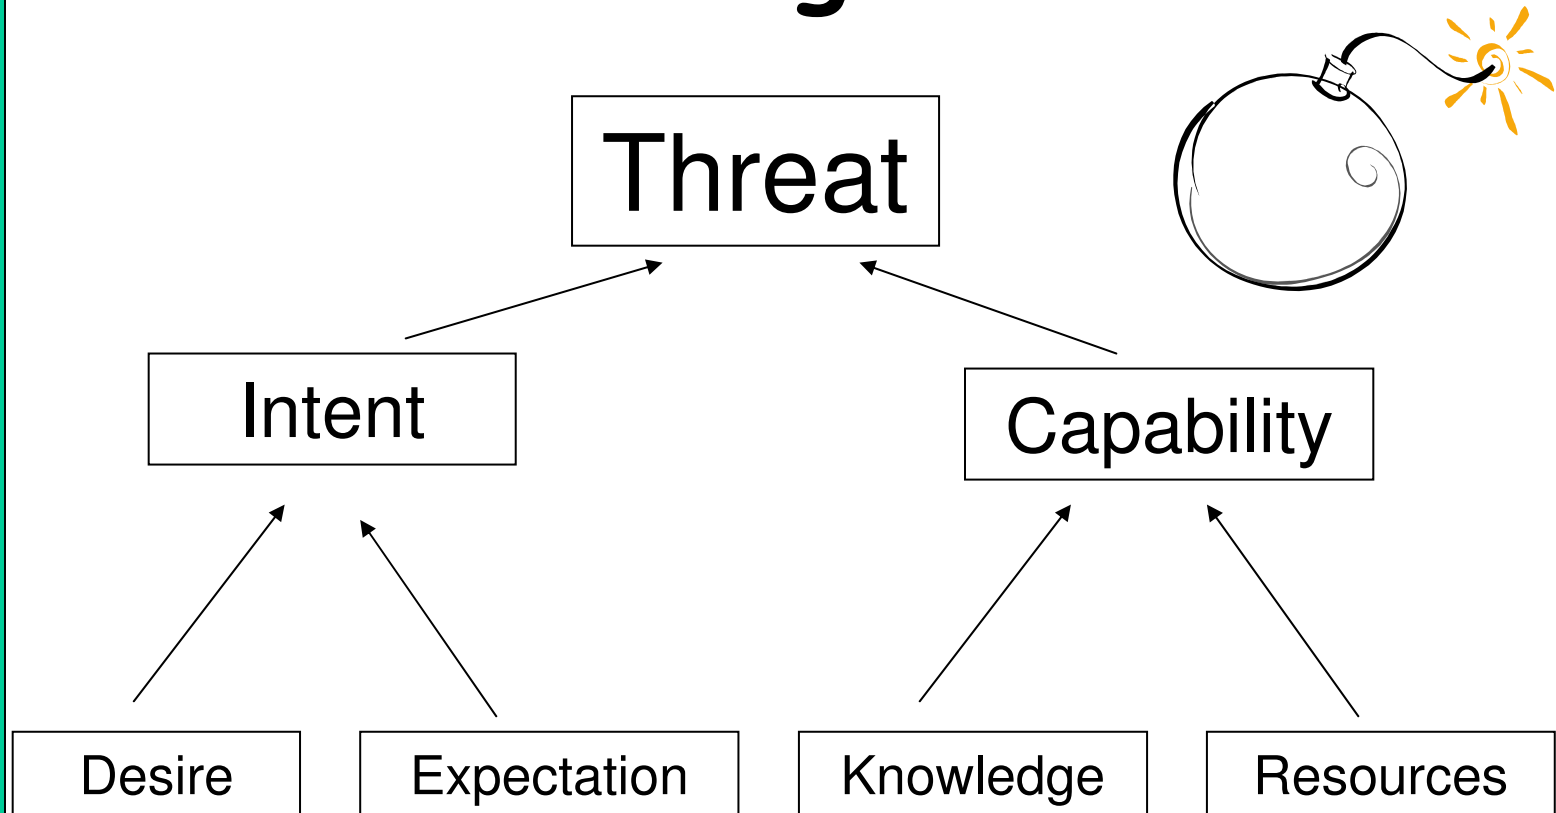 Threat
Intent
Capability
Desire Expectation Knowledge Resources